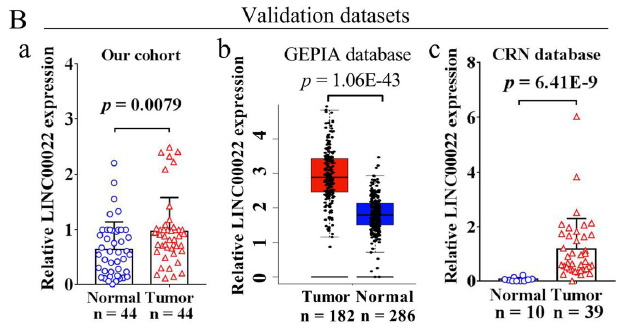 B
Validation datasets
a
Our cohort
Relative LINC00022 expression
p = 0.0079
4
3
2
1
0
Normal Tumor
n = 44 n = 44
b
GEPIA database
p = 1.06E-43
Relative LINC00022 expression
4
3
2
1
0
Tumor Normal
n = 182 n = 286
c
CRN database
p = 6.41E-9
Relative LINC00022 expression
8
6
4
2
0
Normal Tumor
n = 10 n = 39